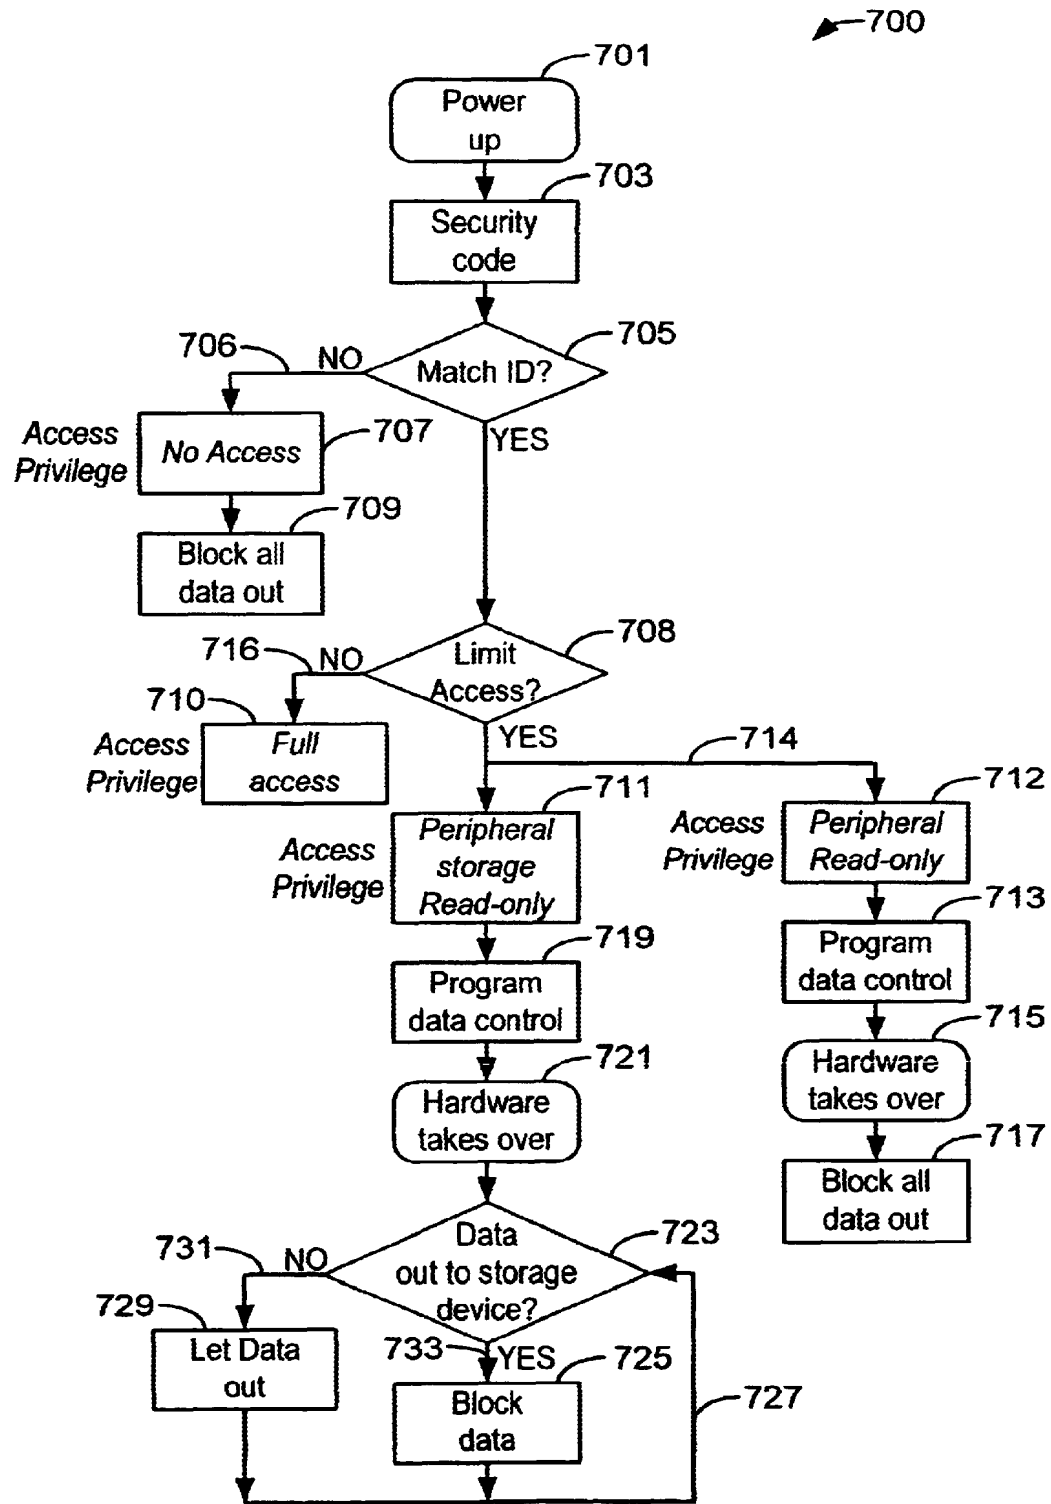 700
701
Power
up
703
Security
code
705
706
NO
Match ID?
YES
Access
Privilege
707
No Access
709
Block all
data out
708
716
NO
Limit
Access?
YES
710
Access
Privilege
Full
access
714
711
Access
Privilege
Peripheral
storage
Read-only
712
Access
Privilege
Peripheral
Read-only
719
Program
data control
713
Program
data control
721
Hardware
takes over
715
Hardware
takes over
717
Block all
data out
723
Data
out to storage
device?
731
NO
729
Let Data
out
733
YES
725
Block
data
727